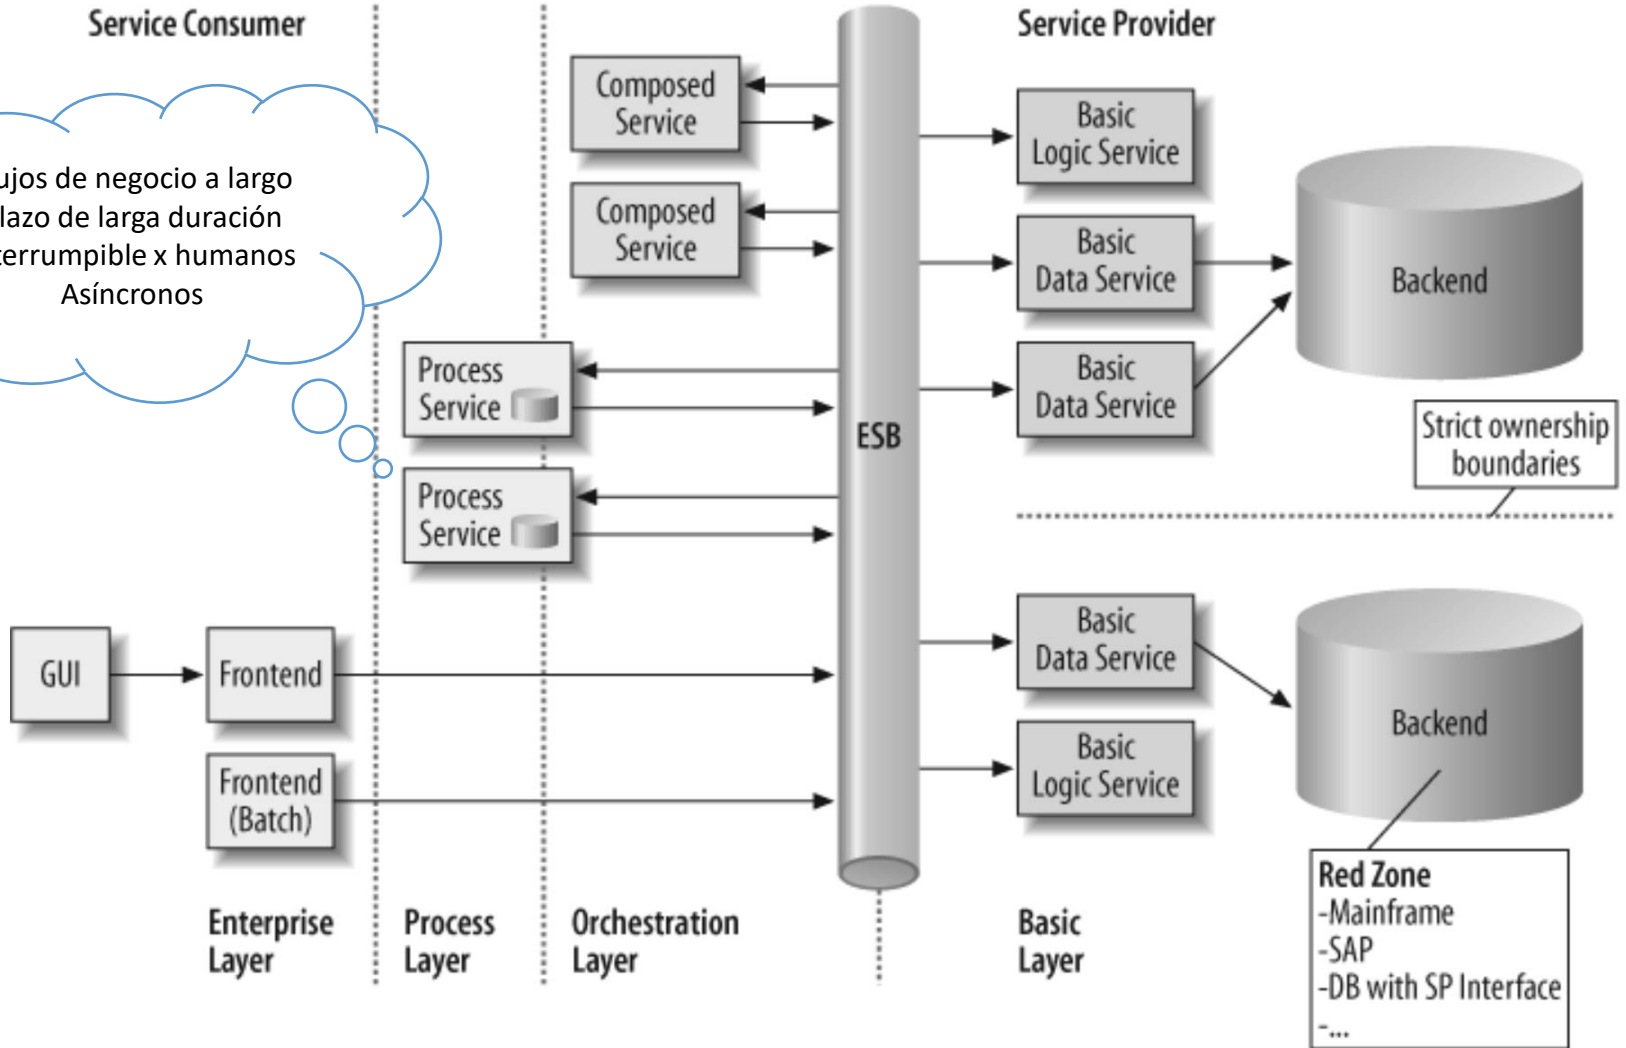 Service Consumer
Service Provider
ujos de negocio a largo
lazo de larga duración
terrumpible x humanos
Asíncronos
Composed
Service
Composed
Service
Process
Service
Process
Service
GUI
Frontend
Frontend
(Batch)
ESB
Basic
Logic Service
Basic
Data Service
Basic
Data Service
Backend
Strict ownership
boundaries
Basic
Data Service
Basic
Logic Service
Backend
Red Zone
-Mainframe
-SAP
-DB with SP Interface
-...
Enterprise
Layer
Process
Layer
Orchestration
Layer
Basic
Layer